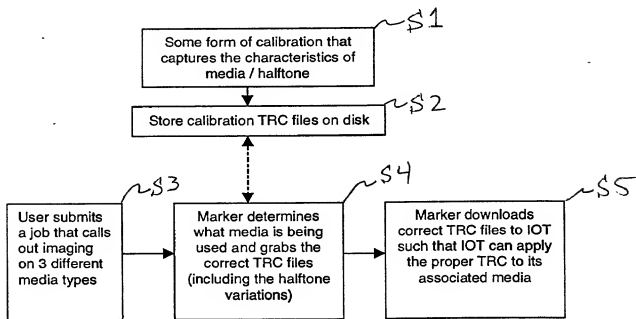 S1
Some form of calibration that
captures the characteristics of
media / halftone
S2
Store calibration TRC files on disk
S3
User submits
a job that calls
out imaging
on 3 different
media types
S4
Marker determines
what media is being
used and grabs the
correct TRC files
(including the halftone
variations)
S5
Marker downloads
correct TRC files to IOT
such that IOT can apply
the proper TRC to its
associated media